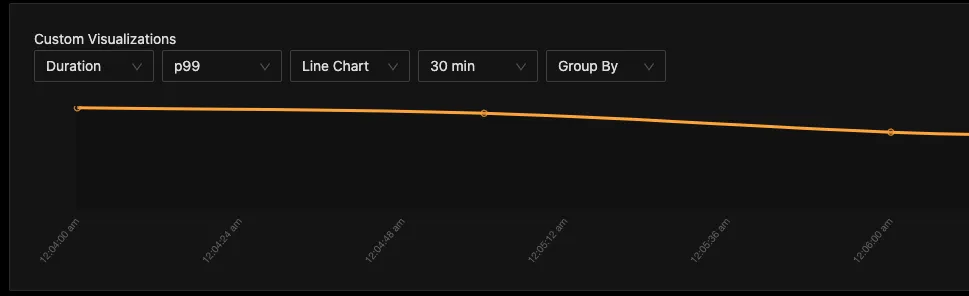 Custom Visualizations
Duration p99 Line Chart 30 min Group By
12:04:00 am 12:04:24 am 12:04:48 am 12:05:12 am 12:05:36 am 12:06:00 am